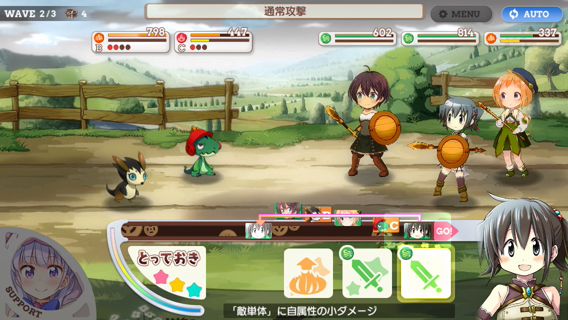 WAVE 2/3 4
通常攻撃
MENU
AUTO
798
B
447
C
602
814
337
C
GO!
とっておき
SUPPORT
「敵単体」に自属性の小ダメージ